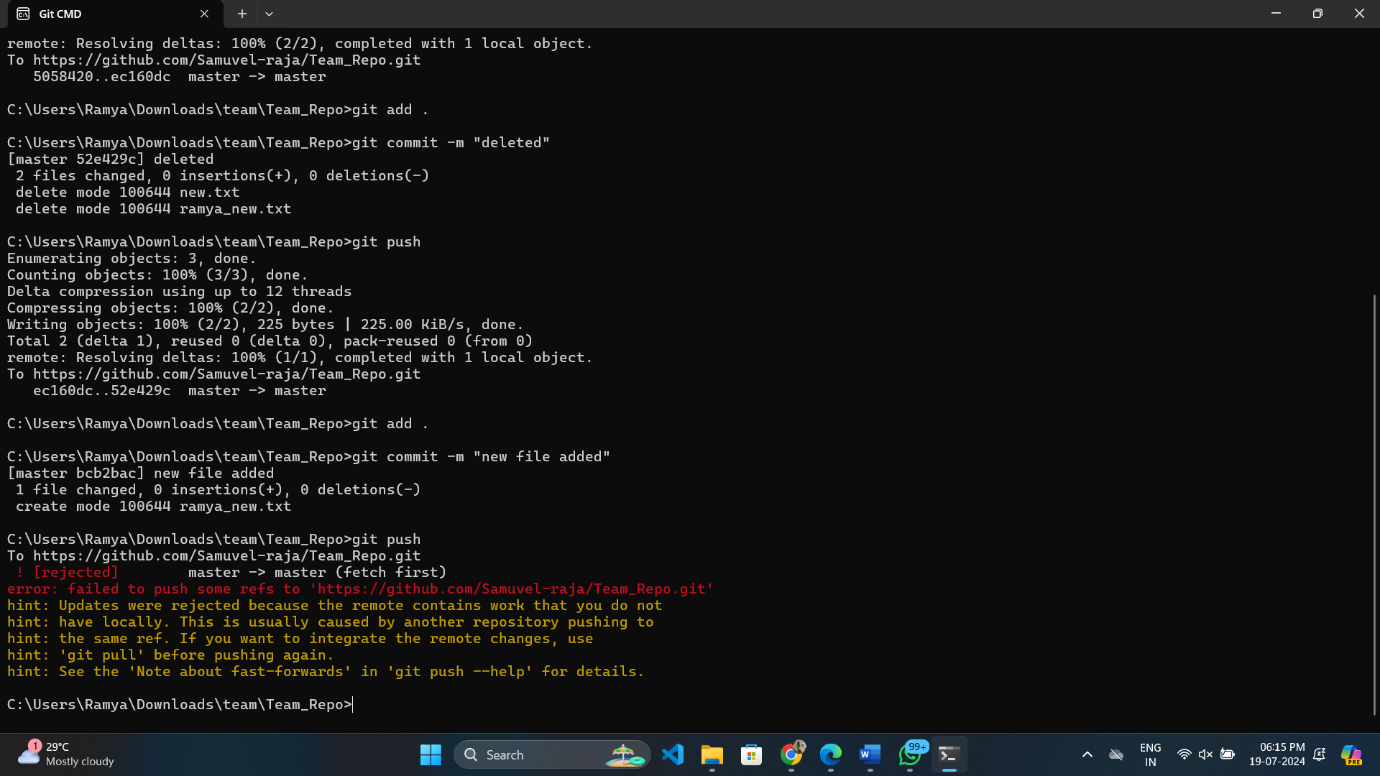 Git CMD
remote: Resolving deltas: 100% (2/2), completed with 1 local object.
To https://github.com/Samuvel-raja/Team_Repo.git
   5058420..ec160dc  master -> master
C:\Users\Ramya\Downloads\team\Team_Repo>git add .
C:\Users\Ramya\Downloads\team\Team_Repo>git commit -m "deleted"
[master 52e429c] deleted
 2 files changed, 0 insertions(+), 0 deletions(-)
 delete mode 100644 new.txt
 delete mode 100644 ramya_new.txt
C:\Users\Ramya\Downloads\team\Team_Repo>git push
Enumerating objects: 3, done.
Counting objects: 100% (3/3), done.
Delta compression using up to 12 threads
Compressing objects: 100% (2/2), done.
Writing objects: 100% (2/2), 225 bytes | 225.00 KiB/s, done.
Total 2 (delta 1), reused 0 (delta 0), pack-reused 0 (from 0)
remote: Resolving deltas: 100% (1/1), completed with 1 local object.
To https://github.com/Samuvel-raja/Team_Repo.git
   ec160dc..52e429c  master -> master
C:\Users\Ramya\Downloads\team\Team_Repo>git add .
C:\Users\Ramya\Downloads\team\Team_Repo>git commit -m "new file added"
[master bcb2bac] new file added
 1 file changed, 0 insertions(+), 0 deletions(-)
 create mode 100644 ramya_new.txt
C:\Users\Ramya\Downloads\team\Team_Repo>git push
To https://github.com/Samuvel-raja/Team_Repo.git
 ! [rejected]        master -> master (fetch first)
error: failed to push some refs to 'https://github.com/Samuvel-raja/Team_Repo.git'
hint: Updates were rejected because the remote contains work that you do not
hint: have locally. This is usually caused by another repository pushing to
hint: the same ref. If you want to integrate the remote changes, use
hint: 'git pull' before pushing again.
hint: See the 'Note about fast-forwards' in 'git push --help' for details.
C:\Users\Ramya\Downloads\team\Team_Repo>
1
29°C
Mostly cloudy
Search
W
99+
ENG
IN
06:15 PM
19-07-2024
PRE